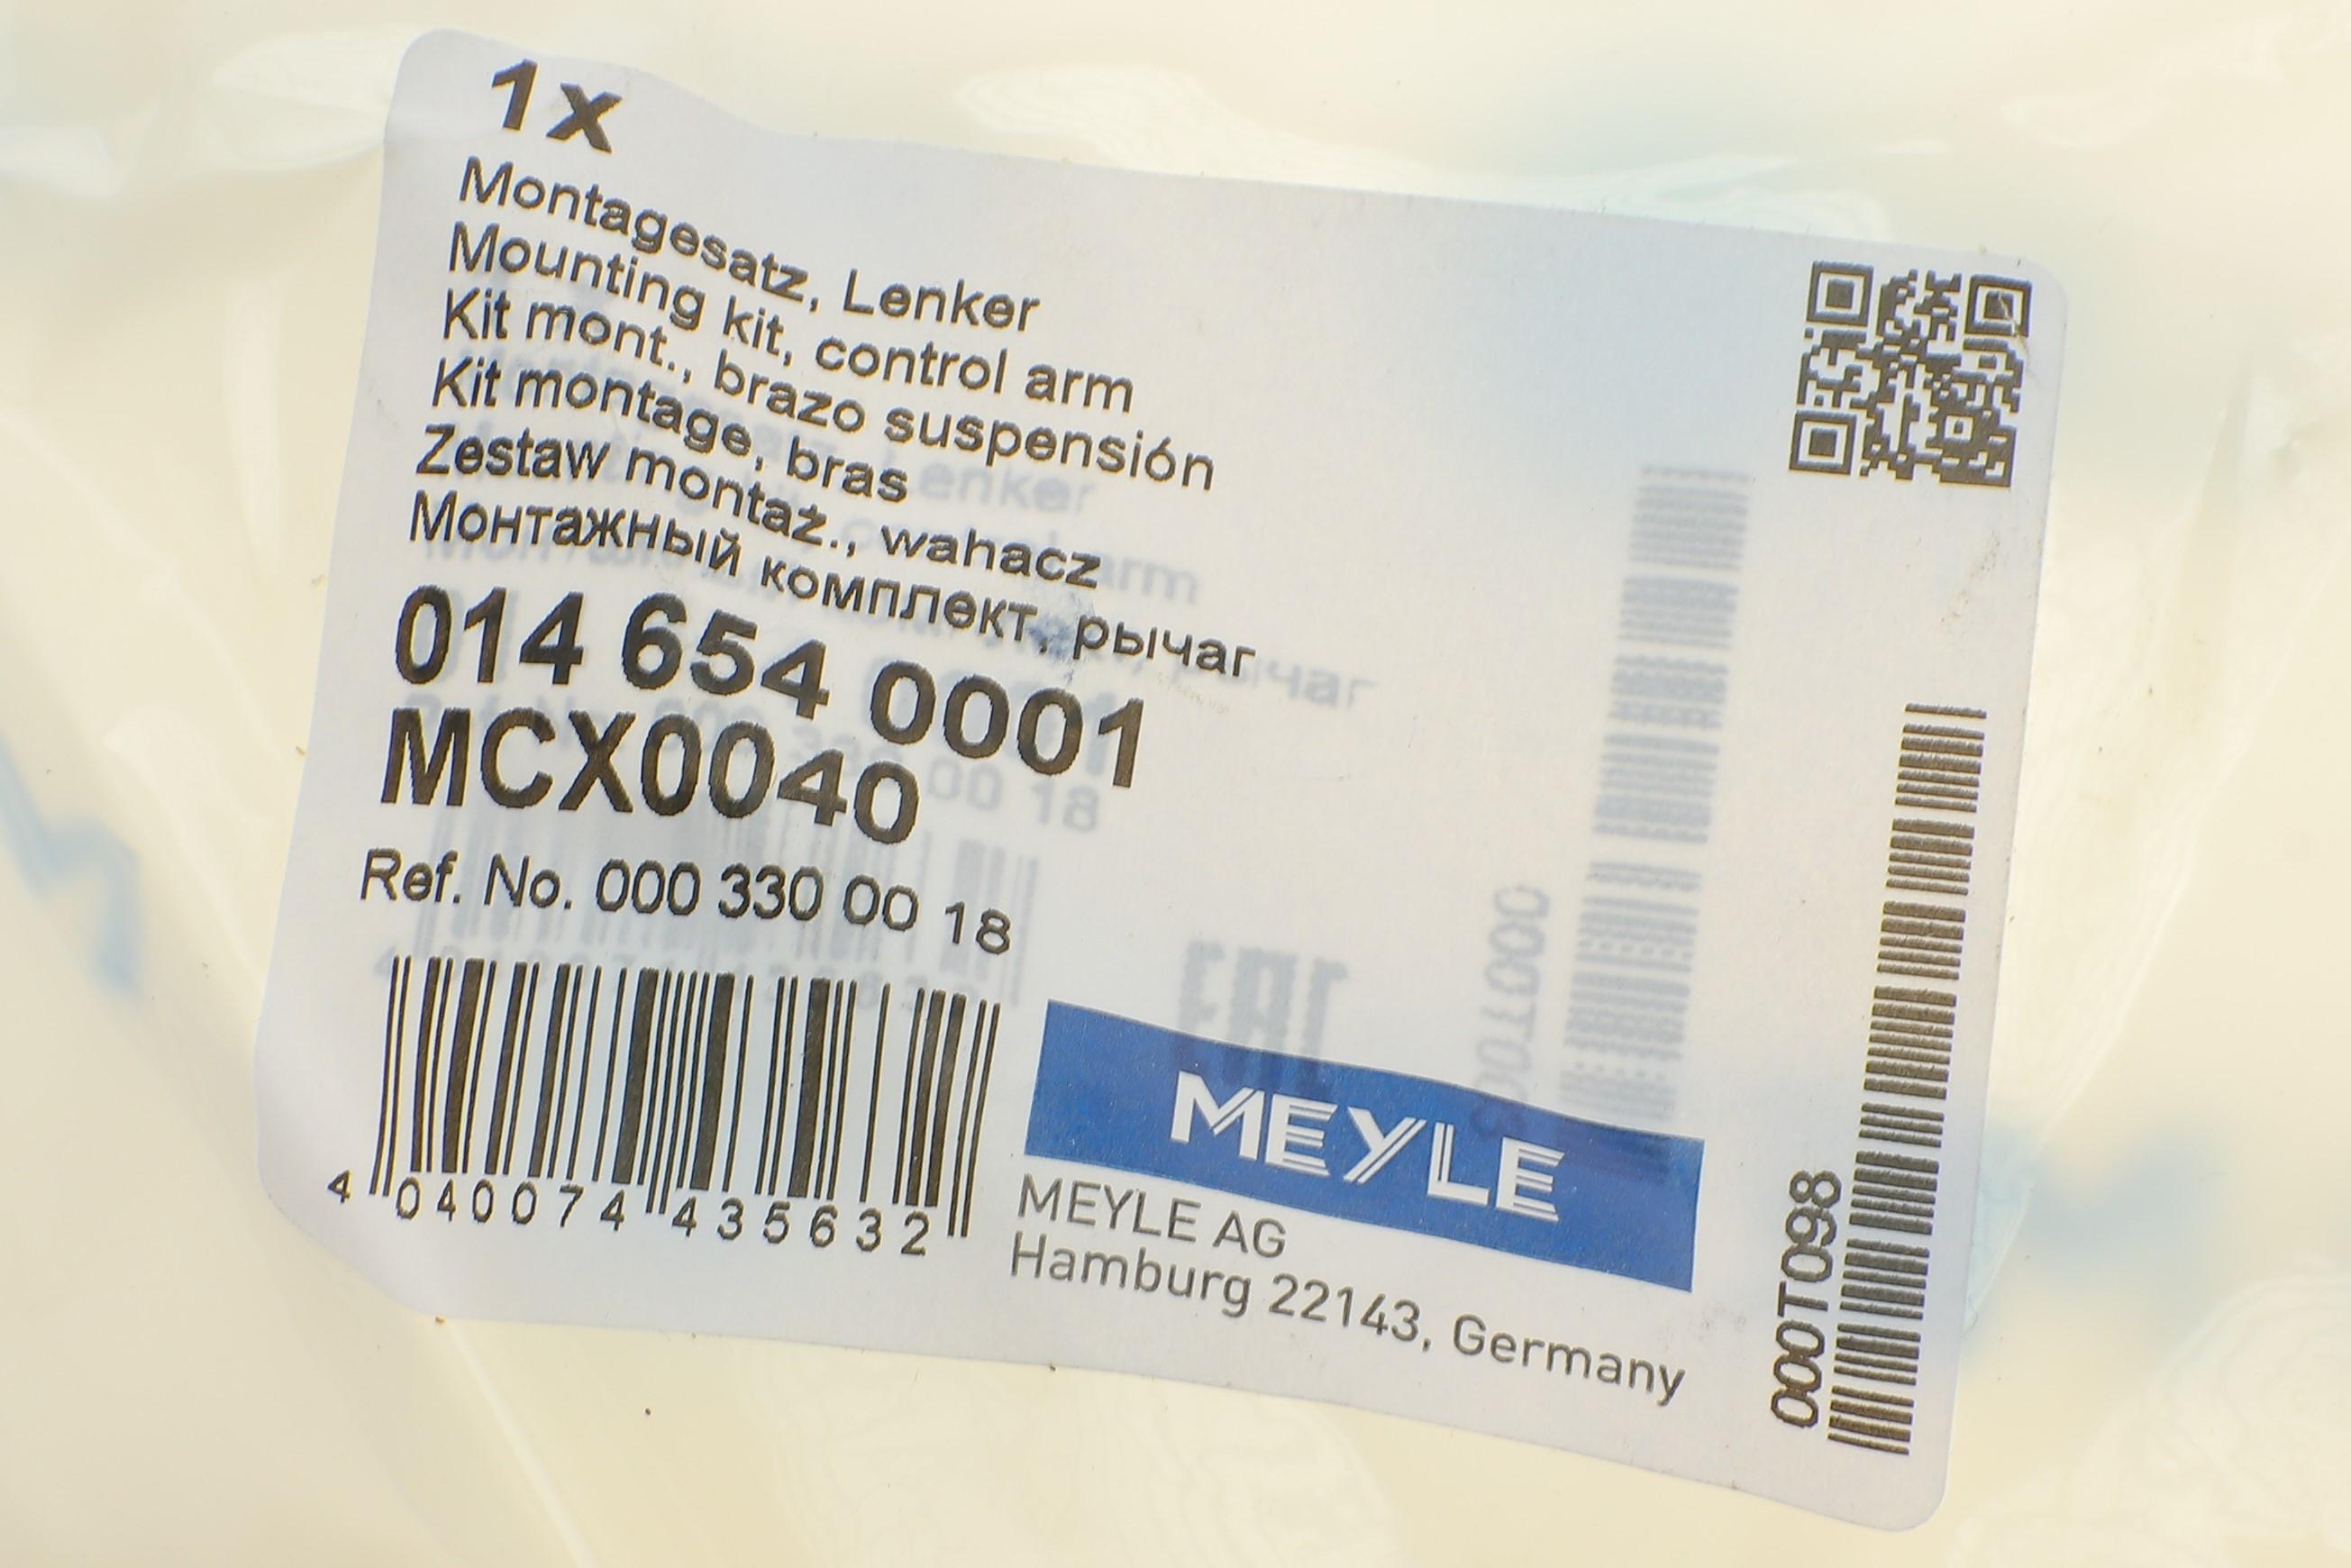 1x
Montagesatz, Lenker
Mounting kit, control arm
Kit mont., brazo suspensión
Kit montage, bras
Zestaw montaż., wahacz
Монтажный комплект, рычаг
014 654 0001
MCX0040
Ref. No. 000 330 00 18
4 040074 435632
MEYLE
MEYLE AG
Hamburg 22143, Germany
000T098